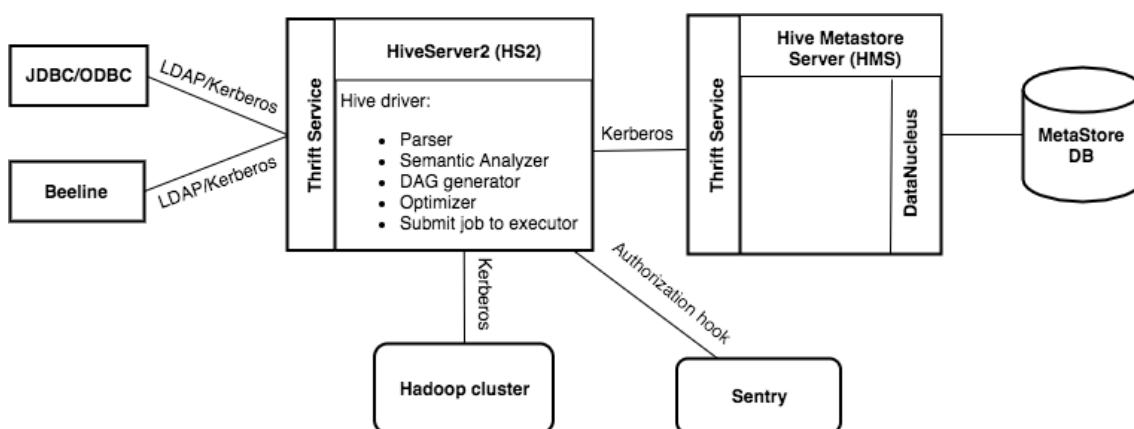 JDBC/ODBC
Beeline
LDAP/Kerberos
LDAP/Kerberos
Thrift Service
HiveServer2 (HS2)
Hive driver:
• Parser
• Semantic Analyzer
• DAG generator
• Optimizer
• Submit job to executor
Kerberos
Thrift Service
Hive Metastore
Server (HMS)
DataNucleus
MetaStore
DB
Kerberos
Authorization hook
Hadoop cluster
Sentry